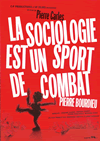 Pierre Carles
LA SOCIOLOGIE
EST UN SPORT
DE COMBAT
PIERRE BOURDIEU